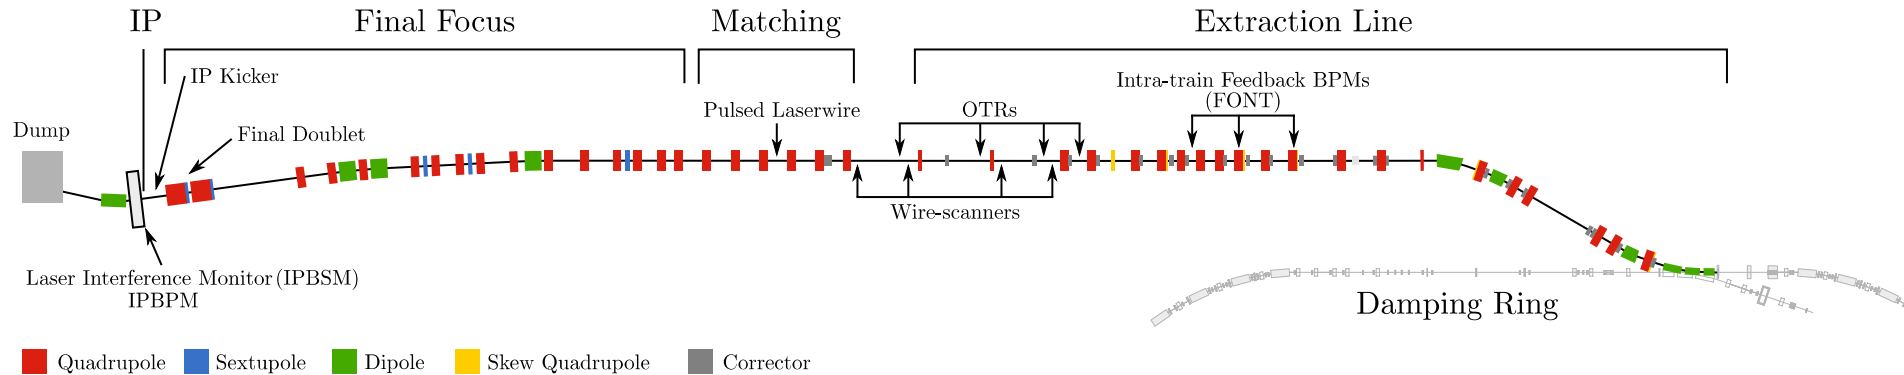 IP
Final Focus
Matching
Extraction Line
IP Kicker
Intra-train Feedback BPMs
(FONT)
Pulsed Laserwire
OTRs
Dump
Final Doublet
Wire-scanners
Laser Interference Monitor (IPBSM)
IPBPM
Damping Ring
Quadrupole
Sextupole
Dipole
Skew Quadrupole
Corrector